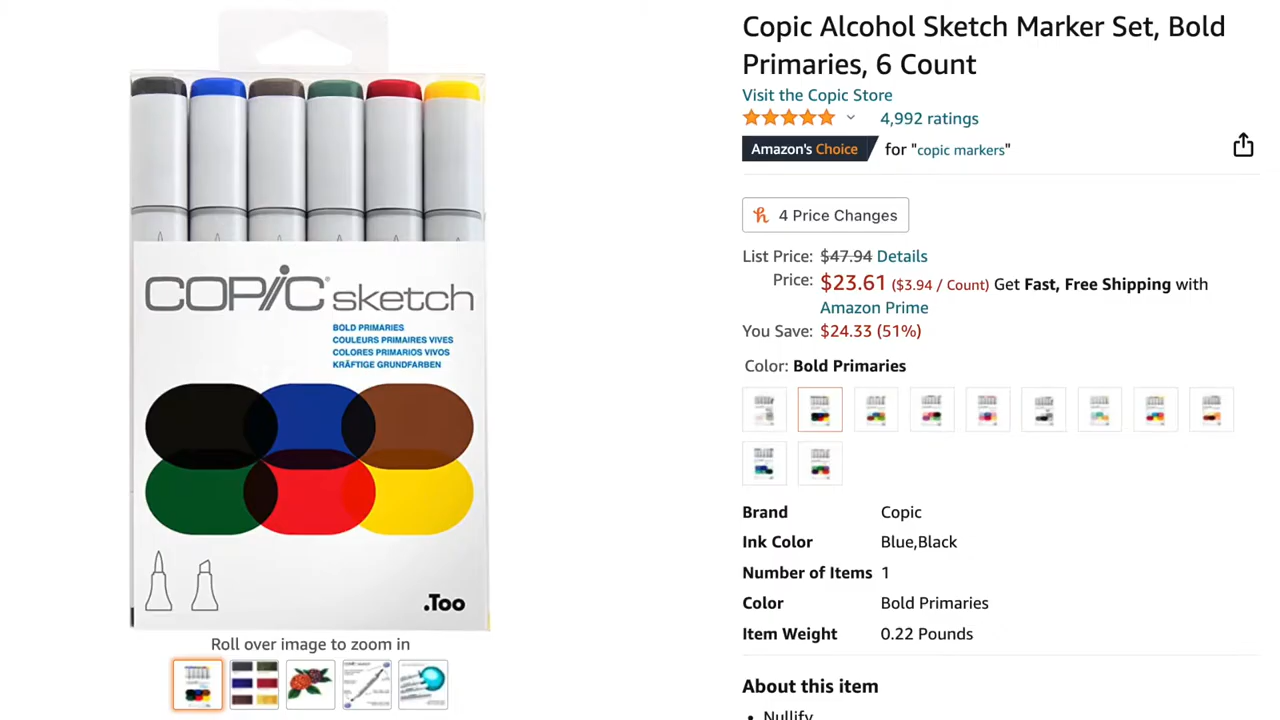 COPIC sketch
BOLD PRIMARIES
COULEURS PRIMAIRES VIVES
COLORES PRIMARIOS VIVOS
KRÄFTIGE GRUNDFARBEN
.Too
Roll over image to zoom in
Copic Alcohol Sketch Marker Set, Bold
Primaries, 6 Count
Visit the Copic Store
4,992 ratings
Amazon's Choice for "copic markers"
4 Price Changes
List Price: $47.94 Details
Price: $23.61 ($3.94 / Count) Get Fast, Free Shipping with
Amazon Prime
You Save: $24.33 (51%)
Color: Bold Primaries
Brand Copic
Ink Color Blue,Black
Number of Items 1
Color Bold Primaries
Item Weight 0.22 Pounds
About this item
• Nullify